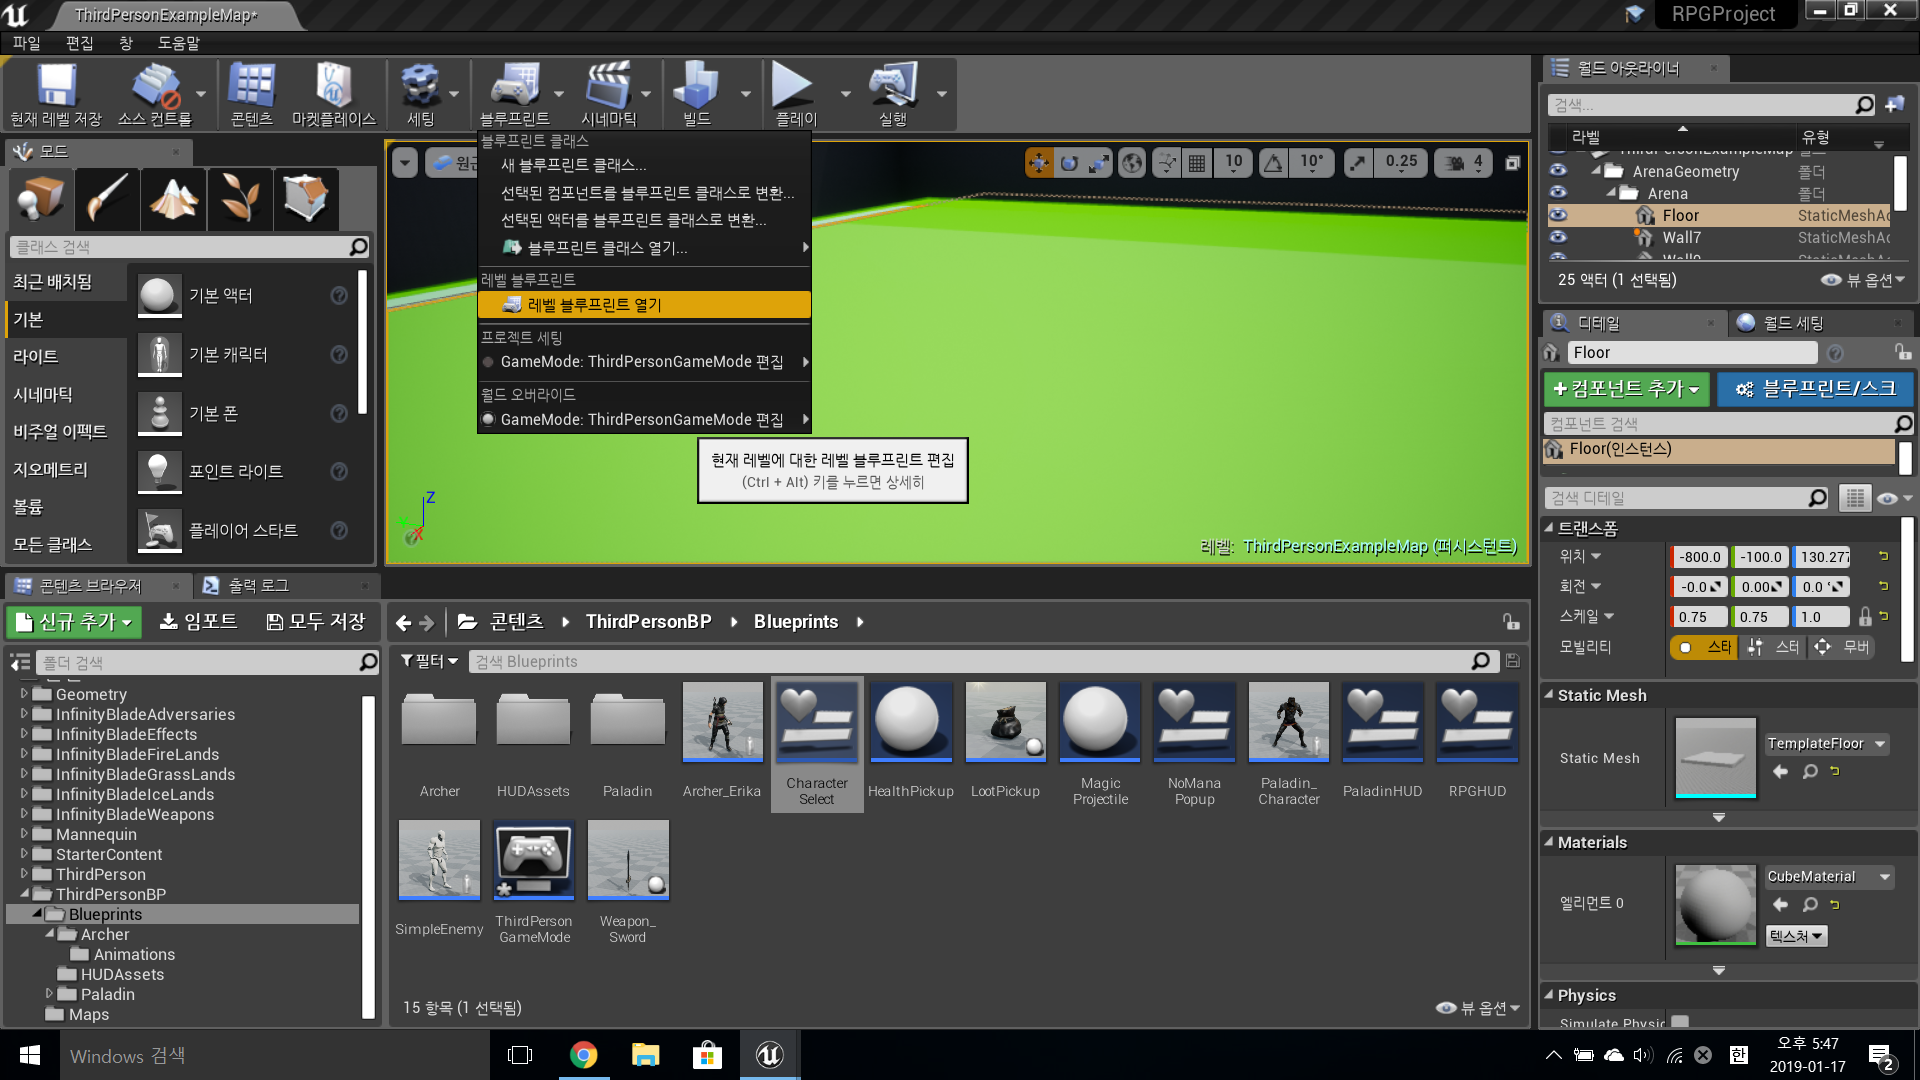 ThirdPersonExampleMap*
RPGProject
파일 편집 창 도움말
현재 레벨 저장 소스 컨트롤 콘텐츠 마켓플레이스 세팅 블루프린트 시네마틱 빌드 플레이 실행
모드
클래스 검색
최근 배치됨
기본
라이트
시네마틱
비주얼 이펙트
지오메트리
볼륨
모든 클래스
기본 액터
기본 캐릭터
기본 폰
포인트 라이트
플레이어 스타트
블루프린트 클래스
새 블루프린트 클래스...
선택된 컴포넌트를 블루프린트 클래스로 변환...
선택된 액터를 블루프린트 클래스로 변환...
블루프린트 클래스 열기...
레벨 블루프린트
레벨 블루프린트 열기
프로젝트 세팅
GameMode: ThirdPersonGameMode 편집
월드 오버라이드
GameMode: ThirdPersonGameMode 편집
현재 레벨에 대한 레벨 블루프린트 편집
(Ctrl + Alt) 키를 누르면 상세히
10 10° 0.25 4
Z
X
레벨: ThirdPersonExampleMap (퍼시스턴트)
월드 아웃라이너
검색...
라벨 유형
ThirdPersonExampleMap 월드
ArenaGeometry 폴더
Arena 폴더
Floor StaticMeshAc
Wall7 StaticMeshAc
25 액터 (1 선택됨) 뷰 옵션
디테일 월드 세팅
Floor
+컴포넌트 추가 블루프린트/스크
컴포넌트 검색
Floor(인스턴스)
검색 디테일
트랜스폼
위치 -800.0 -100.0 130.277
회전 -0.0 0.00 0.0 °
스케일 0.75 0.75 1.0
모빌리티 스타 스터 무버
Static Mesh
Static Mesh TemplateFloor
Materials
엘리먼트 0 CubeMaterial
텍스처
Physics
Simulate Physic
콘텐츠 브라우저 출력 로그
신규 추가 임포트 모두 저장
콘텐츠 ThirdPersonBP Blueprints
폴더 검색
필터 검색 Blueprints
Geometry
InfinityBladeAdversaries
InfinityBladeEffects
InfinityBladeFireLands
InfinityBladeGrassLands
InfinityBladeIceLands
InfinityBladeWeapons
Mannequin
StarterContent
ThirdPerson
ThirdPersonBP
Blueprints
Archer
Animations
HUDAssets
Paladin
Maps
Archer
HUDAssets
Paladin
Archer_Erika
Character
Select
HealthPickup
LootPickup
Magic
Projectile
NoMana
Popup
Paladin_
Character
PaladinHUD
RPGHUD
SimpleEnemy
ThirdPerson
GameMode
Weapon_
Sword
15 항목 (1 선택됨) 뷰 옵션
Windows 검색
한
오후 5:47
2019-01-17
2